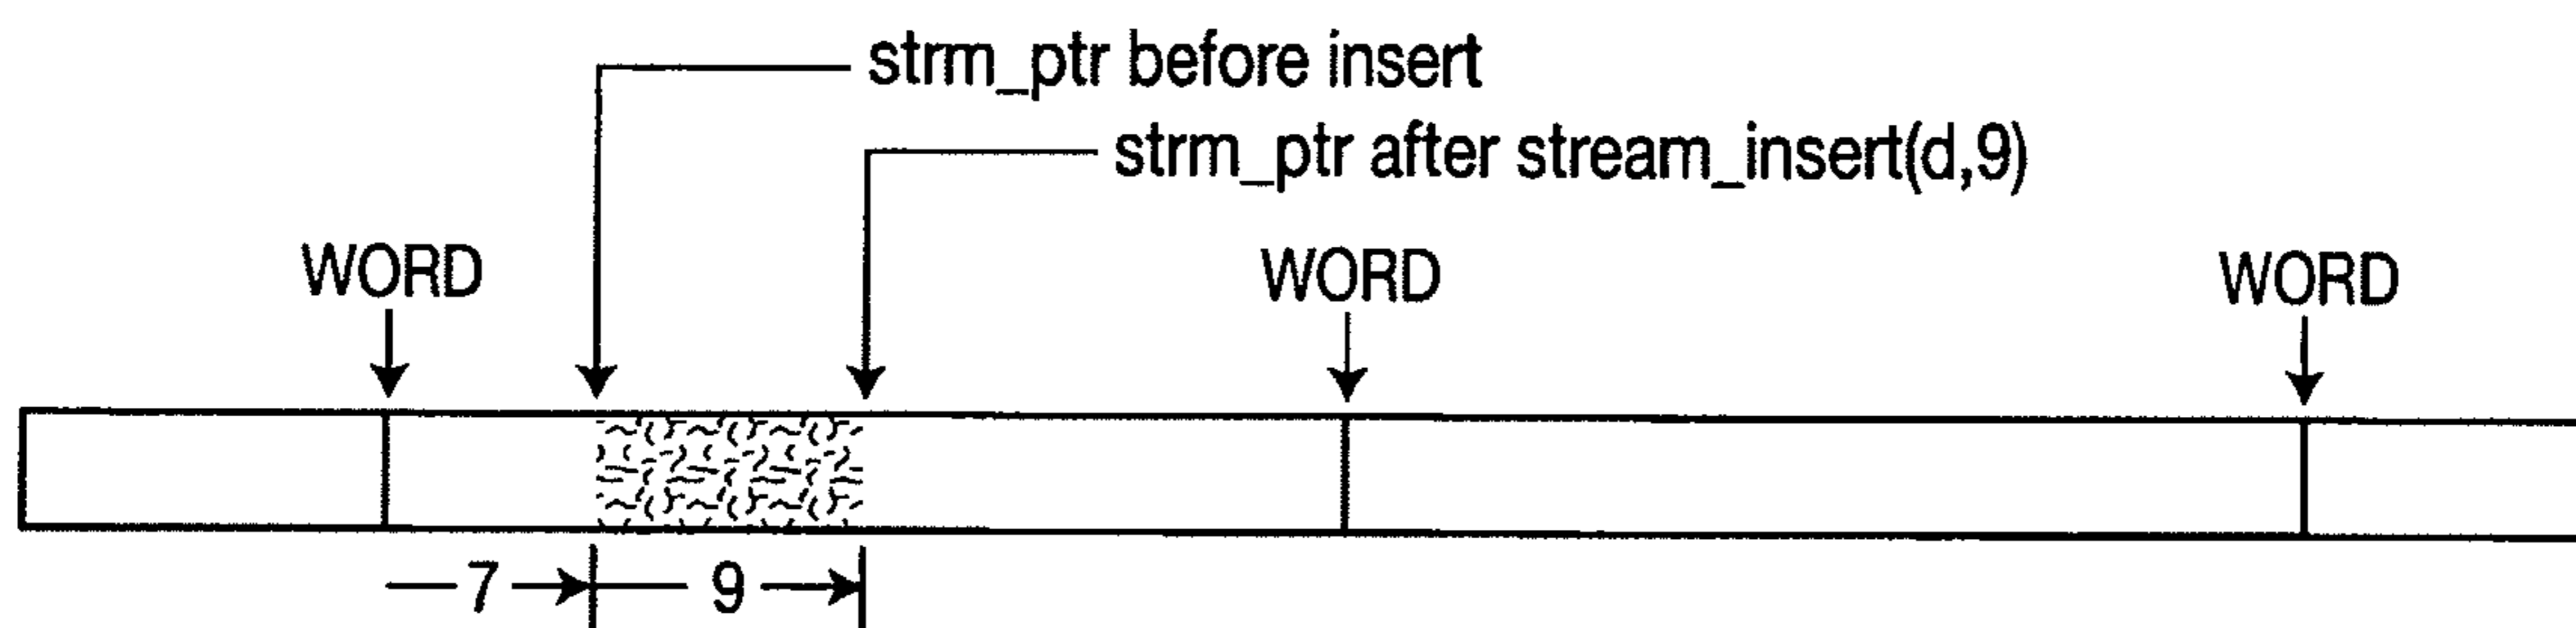 strm_ptr before insert
strm_ptr after stream_insert(d,9)
WORD WORD WORD
7 9